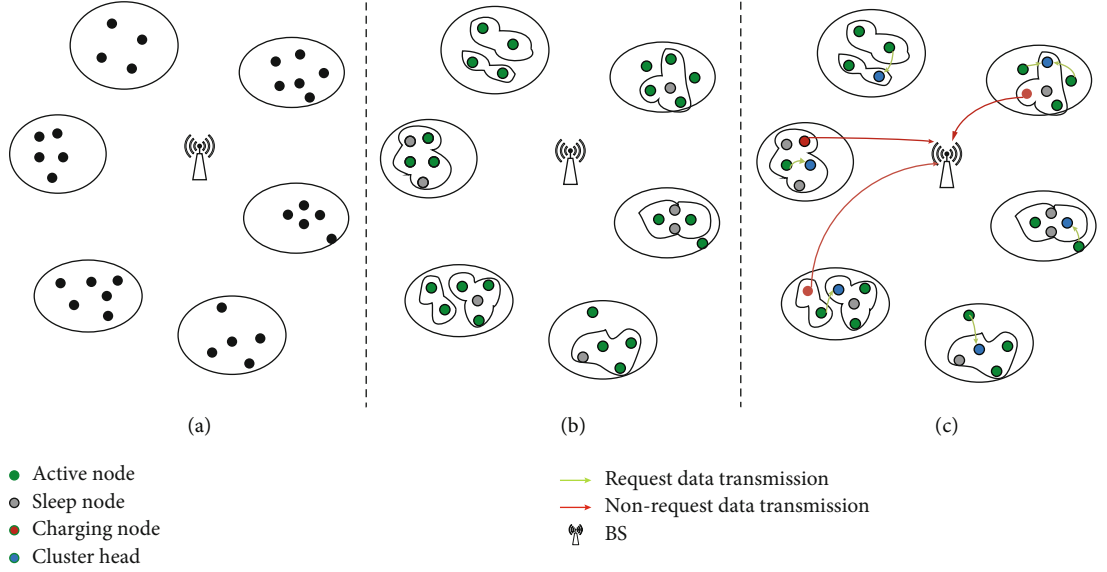 (a)
(b)
(c)
Active node
Sleep node
Charging node
Cluster head
Request data transmission
Non-request data transmission
BS